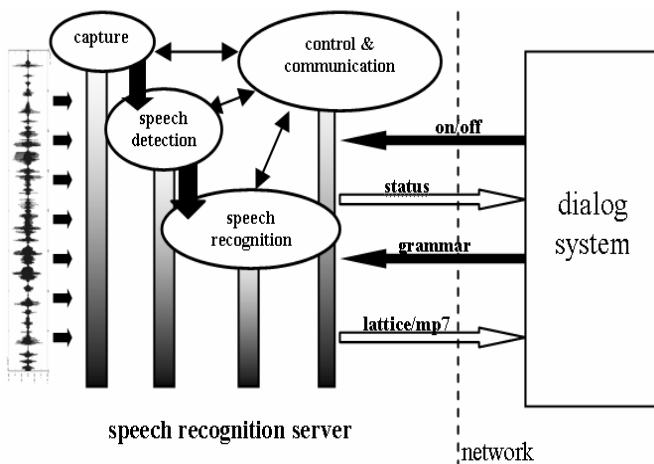 capture
control &
communication
speech
detection
speech
recognition
on/off
status
grammar
lattice/mp7
dialog
system
speech recognition server
network